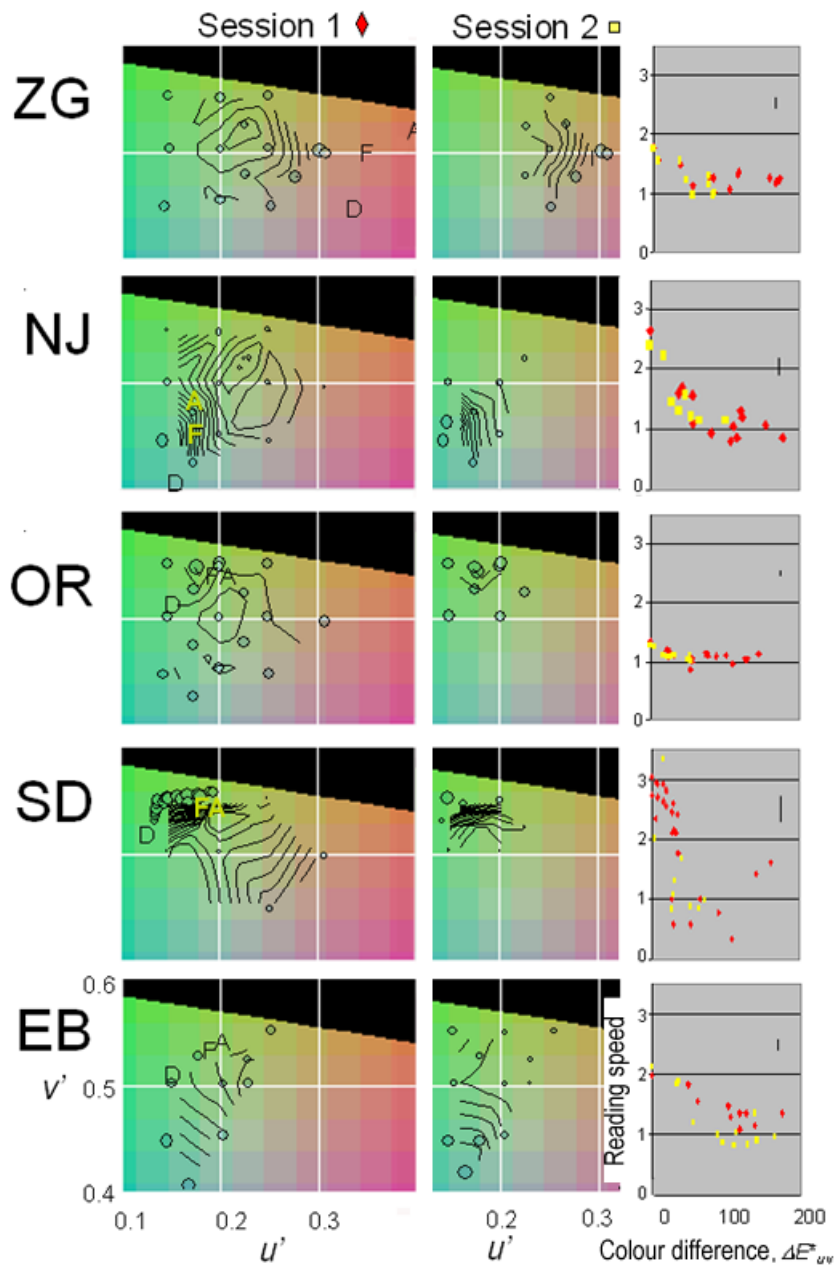 Session 1
Session 2
ZG
A
F
D
3
2
1
0
NJ
A
F
D
3
2
1
0
OR
FA
D
3
2
1
0
SD
FA
D
3
2
1
0
EB
0.6
0.5
0.4
v'
A
F
D
Reading speed
3
2
1
0
0.1 0.2 0.3
u'
0.2 0.3
u'
0 100 200
Colour difference, ΔE*uv